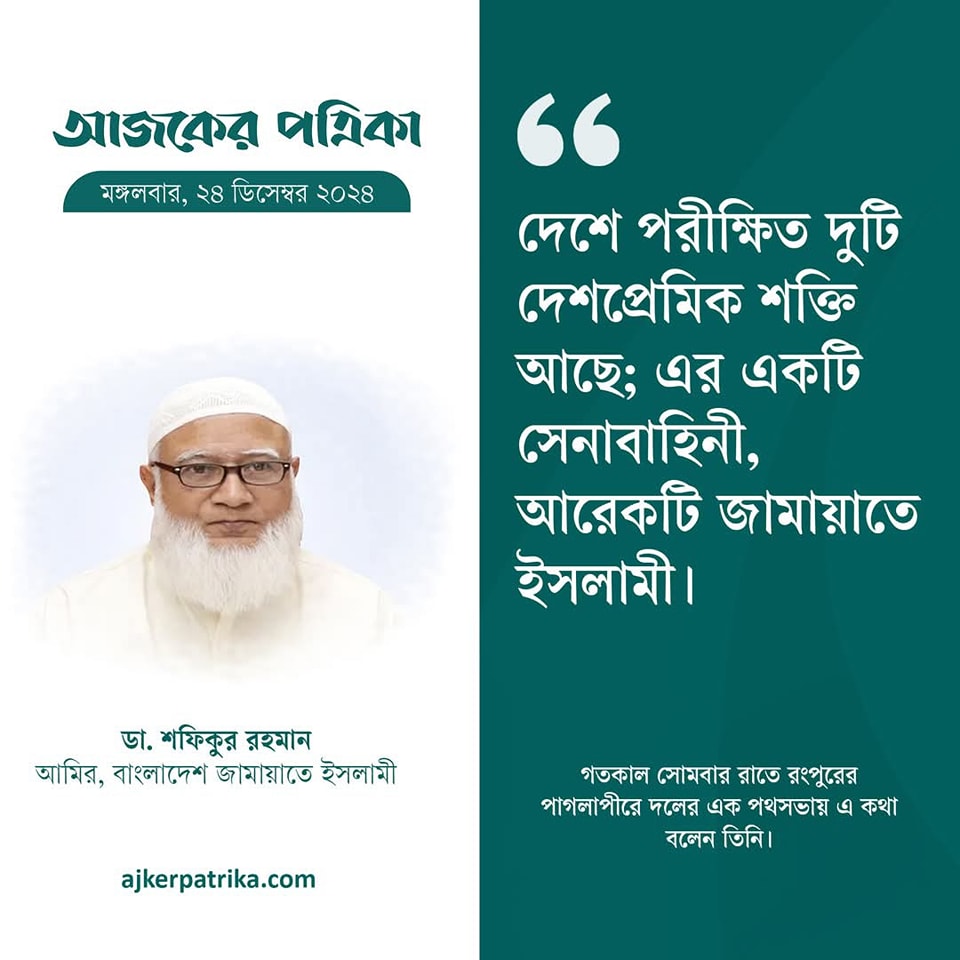 আজকের পত্রিকা
মঙ্গলবার, ২৪ ডিসেম্বর ২০২৪
ডা. শফিকুর রহমান
আমির, বাংলাদেশ জামায়াতে ইসলামী
ajkerpatrika.com
“
দেশে পরীক্ষিত দুটি
দেশপ্রেমিক শক্তি
আছে; এর একটি
সেনাবাহিনী,
আরেকটি জামায়াতে
ইসলামী।
গতকাল সোমবার রাতে রংপুরের
পাগলাপীরে দলের এক পথসভায় এ কথা
বলেন তিনি।